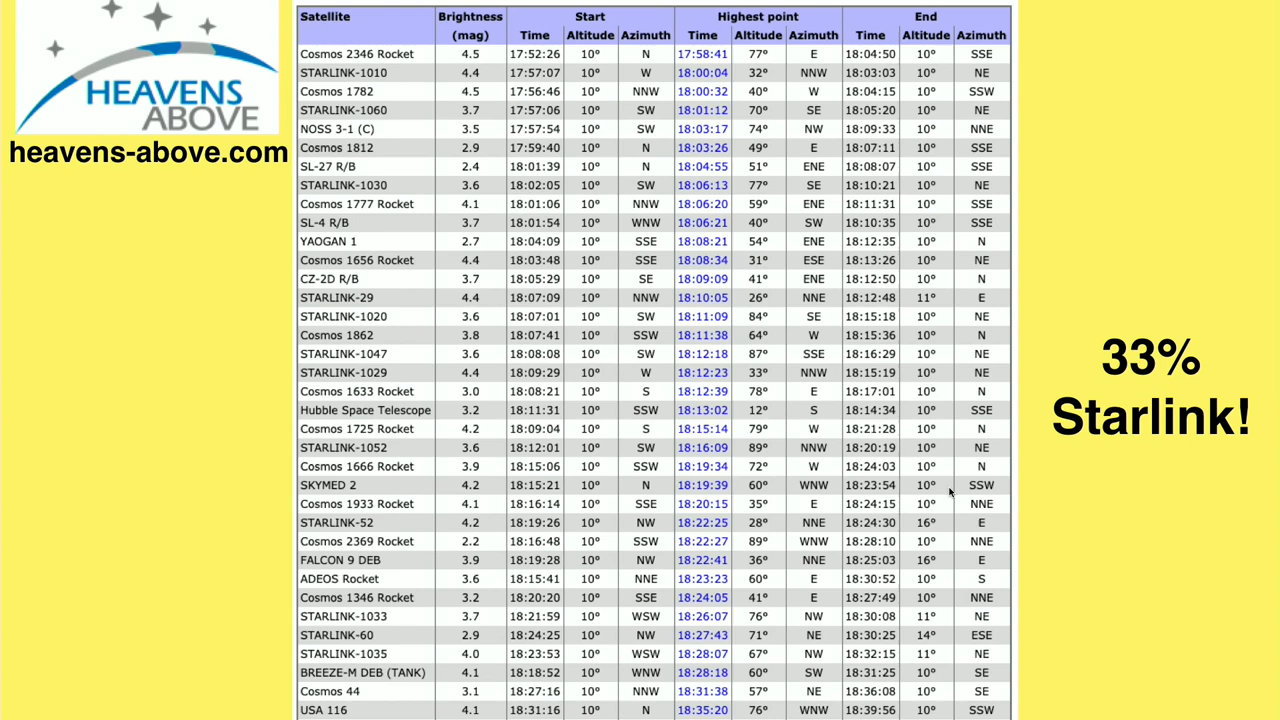 HEAVENS
ABOVE
heavens-above.com
Satellite Brightness Start Highest point End
(mag) Time Altitude Azimuth Time Altitude Azimuth Time Altitude Azimuth
Cosmos 2346 Rocket 4.5 17:52:26 10° N 17:58:41 77° E 18:04:50 10° SSE
STARLINK-1010 4.4 17:57:07 10° W 18:00:04 32° NNW 18:03:03 10° NE
Cosmos 1782 4.5 17:56:46 10° NNW 18:00:32 40° W 18:04:15 10° SSW
STARLINK-1060 3.7 17:57:06 10° SW 18:01:12 70° SE 18:05:20 10° NE
NOSS 3-1 (C) 3.5 17:57:54 10° SW 18:03:17 74° NW 18:09:33 10° NNE
Cosmos 1812 2.9 17:59:40 10° N 18:03:26 49° E 18:07:11 10° SSE
SL-27 R/B 2.4 18:01:39 10° N 18:04:55 51° ENE 18:08:07 10° SSE
STARLINK-1030 3.6 18:02:05 10° SW 18:06:13 77° SE 18:10:21 10° NE
Cosmos 1777 Rocket 4.1 18:01:06 10° NNW 18:06:20 59° ENE 18:11:31 10° SSE
SL-4 R/B 3.7 18:01:54 10° WNW 18:06:21 40° SW 18:10:35 10° SSE
YAOGAN 1 2.7 18:04:09 10° SSE 18:08:21 54° ENE 18:12:35 10° N
Cosmos 1656 Rocket 4.4 18:03:48 10° SSE 18:08:34 31° ESE 18:13:26 10° NE
CZ-2D R/B 3.7 18:05:29 10° SE 18:09:09 41° ENE 18:12:50 10° N
STARLINK-29 4.4 18:07:09 10° NNW 18:10:05 26° NNE 18:12:48 11° E
STARLINK-1020 3.6 18:07:01 10° SW 18:11:09 84° SE 18:15:18 10° NE
Cosmos 1862 3.8 18:07:41 10° SSW 18:11:38 64° W 18:15:36 10° N
STARLINK-1047 3.6 18:08:08 10° SW 18:12:18 87° SSE 18:16:29 10° NE
STARLINK-1029 4.4 18:09:29 10° W 18:12:23 33° NNW 18:15:19 10° NE
Cosmos 1633 Rocket 3.0 18:08:21 10° S 18:12:39 78° E 18:17:01 10° N
Hubble Space Telescope 3.2 18:11:31 10° SSW 18:13:02 12° S 18:14:34 10° SSE
Cosmos 1725 Rocket 4.2 18:09:04 10° S 18:15:14 79° W 18:21:28 10° N
STARLINK-1052 3.6 18:12:01 10° SW 18:16:09 89° NNW 18:20:19 10° NE
Cosmos 1666 Rocket 3.9 18:15:06 10° SSW 18:19:34 72° W 18:24:03 10° N
SKYMED 2 4.2 18:15:21 10° N 18:19:39 60° WNW 18:23:54 10° SSW
Cosmos 1933 Rocket 4.1 18:16:14 10° SSE 18:20:15 35° E 18:24:15 10° NNE
STARLINK-52 4.2 18:19:26 10° NW 18:22:25 28° NNE 18:24:30 16° E
Cosmos 2369 Rocket 2.2 18:16:48 10° SSW 18:22:27 89° WNW 18:28:10 10° NNE
FALCON 9 DEB 3.9 18:19:28 10° NW 18:22:41 36° NNE 18:25:03 16° E
ADEOS Rocket 3.6 18:15:41 10° NNE 18:23:23 60° E 18:30:52 10° S
Cosmos 1346 Rocket 3.2 18:20:20 10° SSE 18:24:05 41° E 18:27:49 10° NNE
STARLINK-1033 3.7 18:21:59 10° WSW 18:26:07 76° NW 18:30:08 11° NE
STARLINK-60 2.9 18:24:25 10° NW 18:27:43 71° NE 18:30:25 14° ESE
STARLINK-1035 4.0 18:23:53 10° WSW 18:28:07 67° NW 18:32:15 11° NE
BREEZE-M DEB (TANK) 4.1 18:18:52 10° WNW 18:28:18 60° SW 18:31:25 10° SE
Cosmos 44 3.1 18:27:16 10° NNW 18:31:38 57° NE 18:36:08 10° SE
USA 116 4.1 18:31:16 10° N 18:35:20 76° WNW 18:39:56 10° SSW
33%
Starlink!